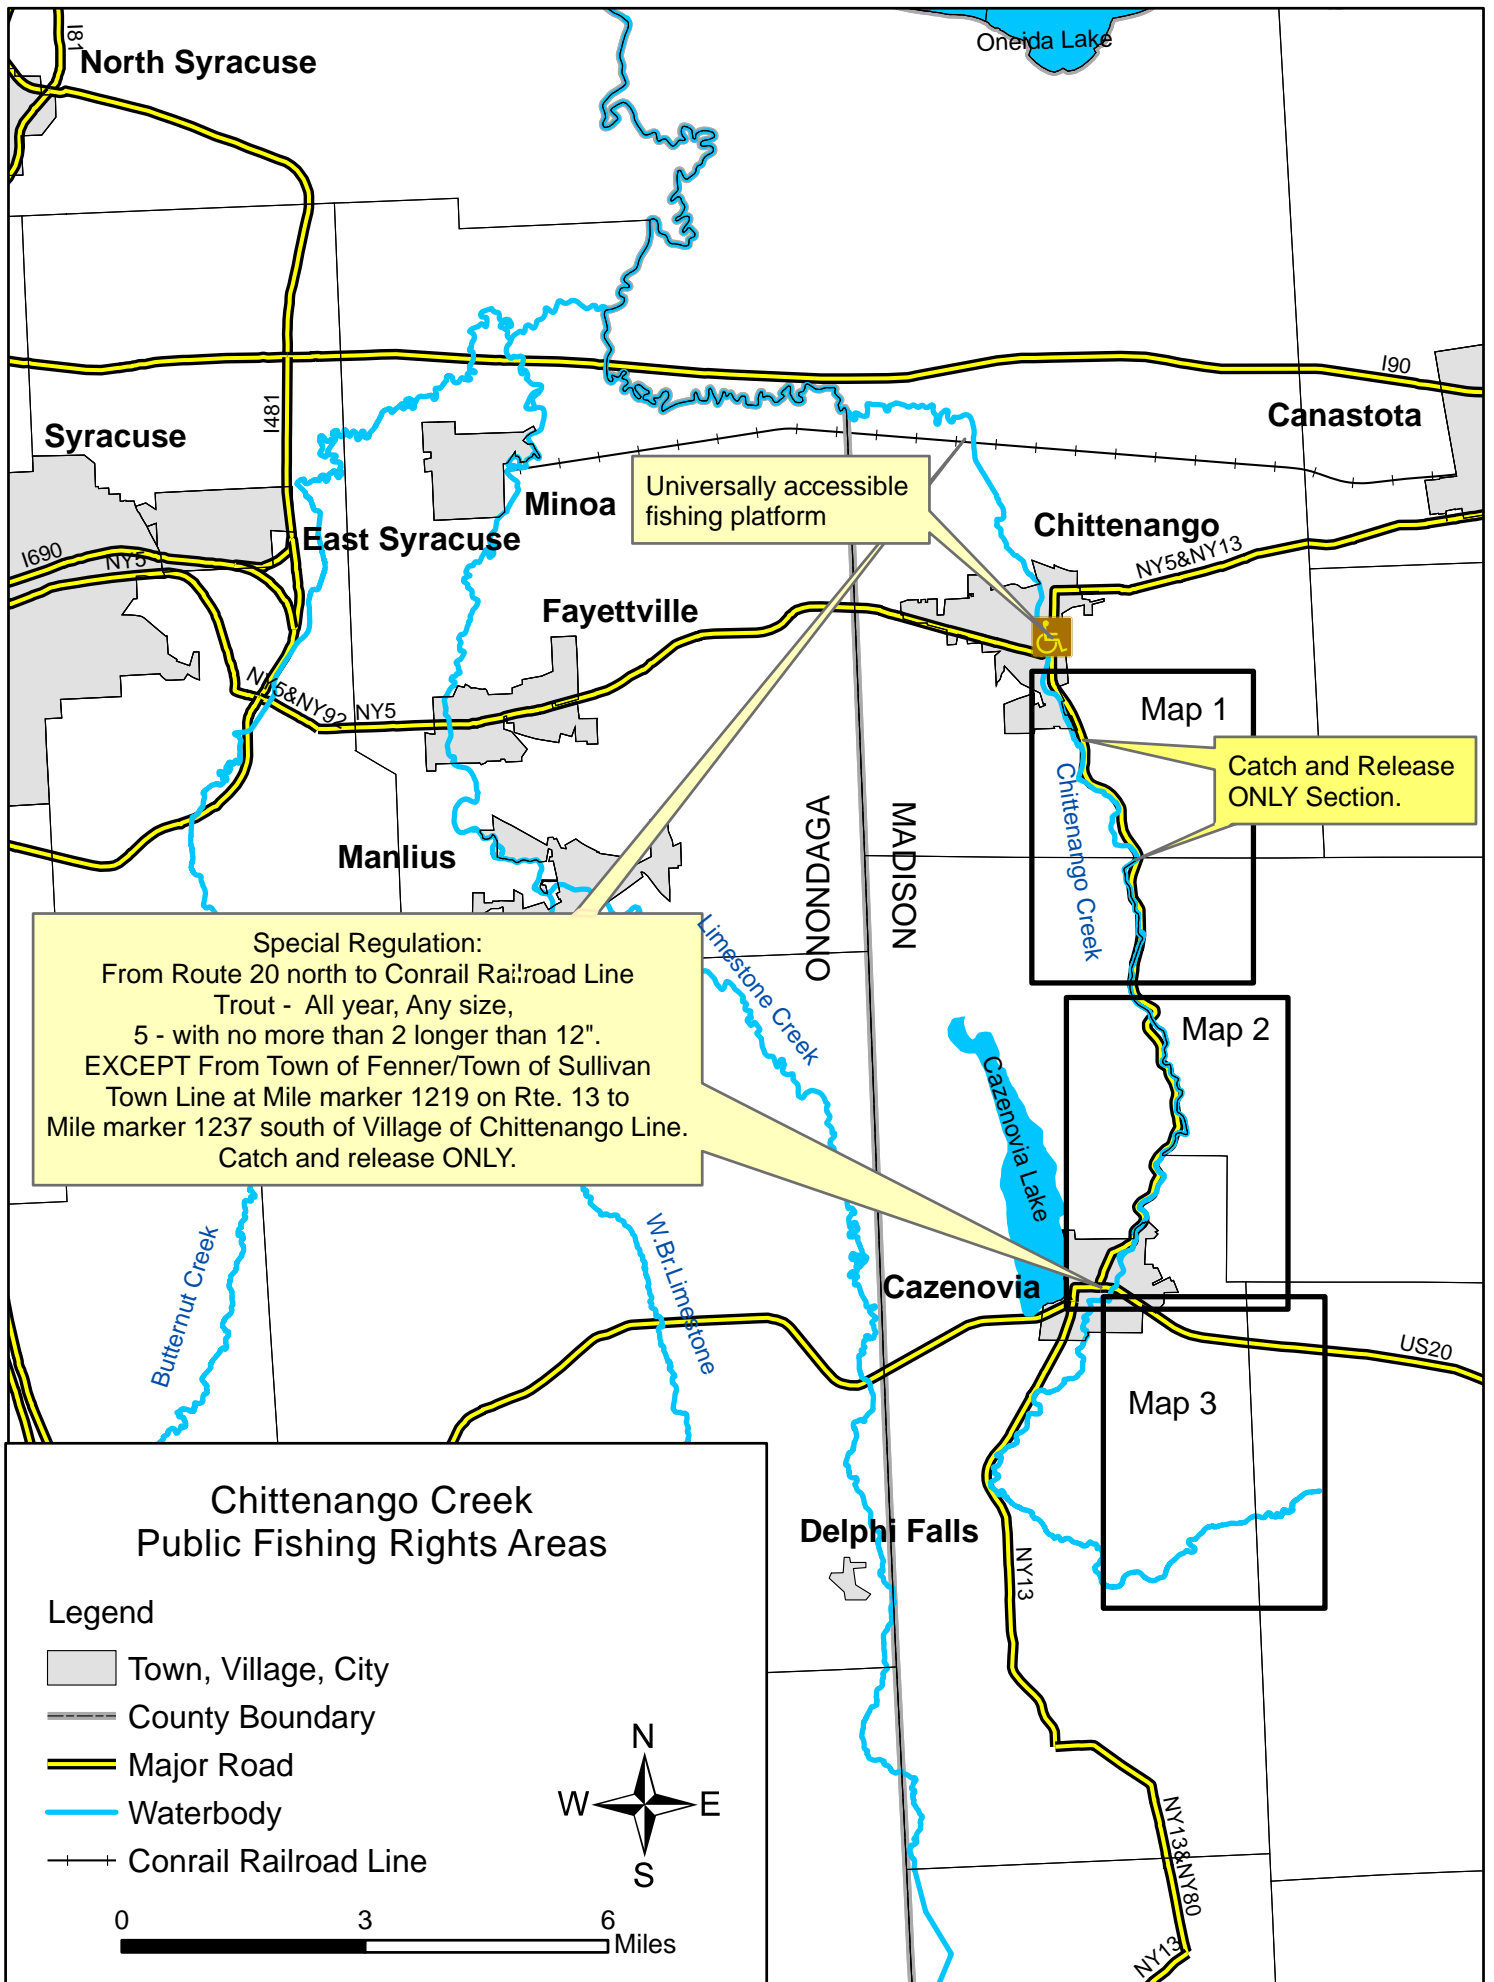 I81
North Syracuse
Oneida Lake
I90
I481
Canastota
Syracuse
Universally accessible
fishing platform
Minoa
Chittenango
East Syracuse
I690
NY5
NY5&NY13
Fayettville
NY5&NY92
NY5
Map 1
Catch and Release
ONLY Section.
Chittenango Creek
ONONDAGA
MADISON
Manlius
Special Regulation:
From Route 20 north to Conrail Railroad Line
Trout - All year, Any size,
5 - with no more than 2 longer than 12".
EXCEPT From Town of Fenner/Town of Sullivan
Town Line at Mile marker 1219 on Rte. 13 to
Mile marker 1237 south of Village of Chittenango Line.
Catch and release ONLY.
Limestone Creek
Map 2
Cazenovia Lake
Butternut Creek
W.Br.Limestone
Cazenovia
US20
Map 3
Delphi Falls
NY13
NY13&NY80
NY13
Chittenango Creek
Public Fishing Rights Areas
Legend
Town, Village, City
County Boundary
Major Road
Waterbody
Conrail Railroad Line
N
W
E
S
0
3
6
Miles